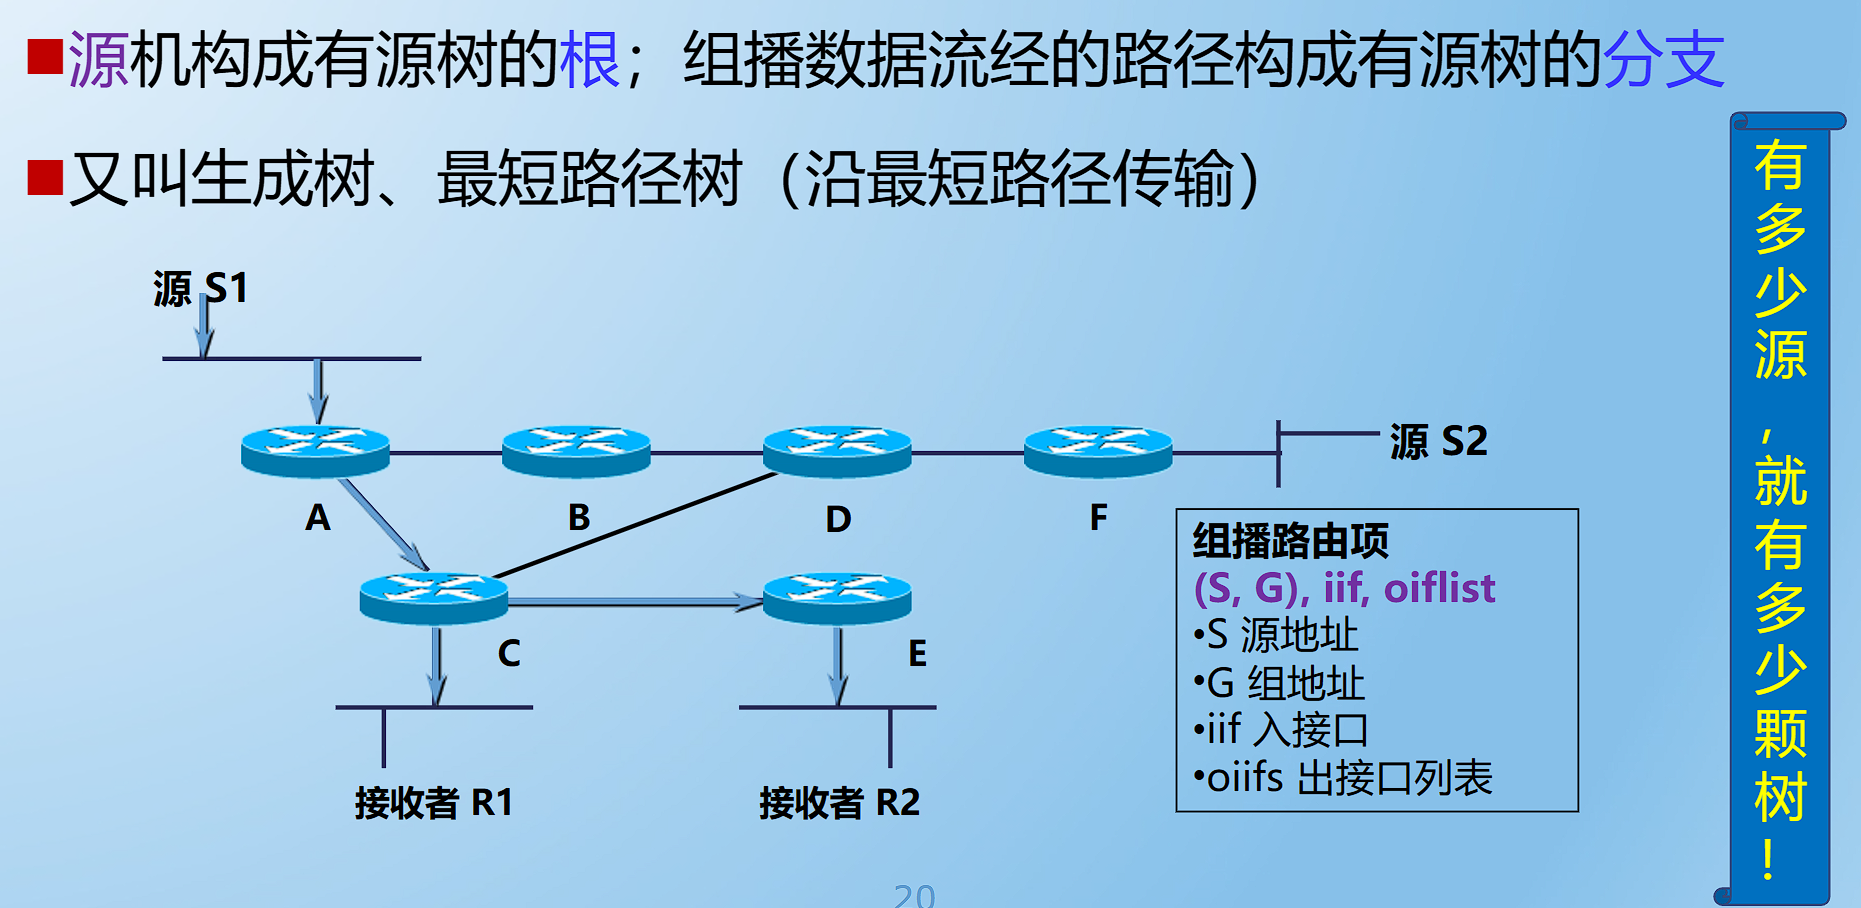 源机构成有源树的根；组播数据流经的路径构成有源树的分支
又叫生成树、最短路径树（沿最短路径传输）
源 S1
源 S2
A
B
D
F
C
E
接收者 R1
接收者 R2
组播路由项
(S, G), iif, oiflist
•S 源地址
•G 组地址
•iif 入接口
•oiifs 出接口列表
有多少源，就有多少颗树！
20